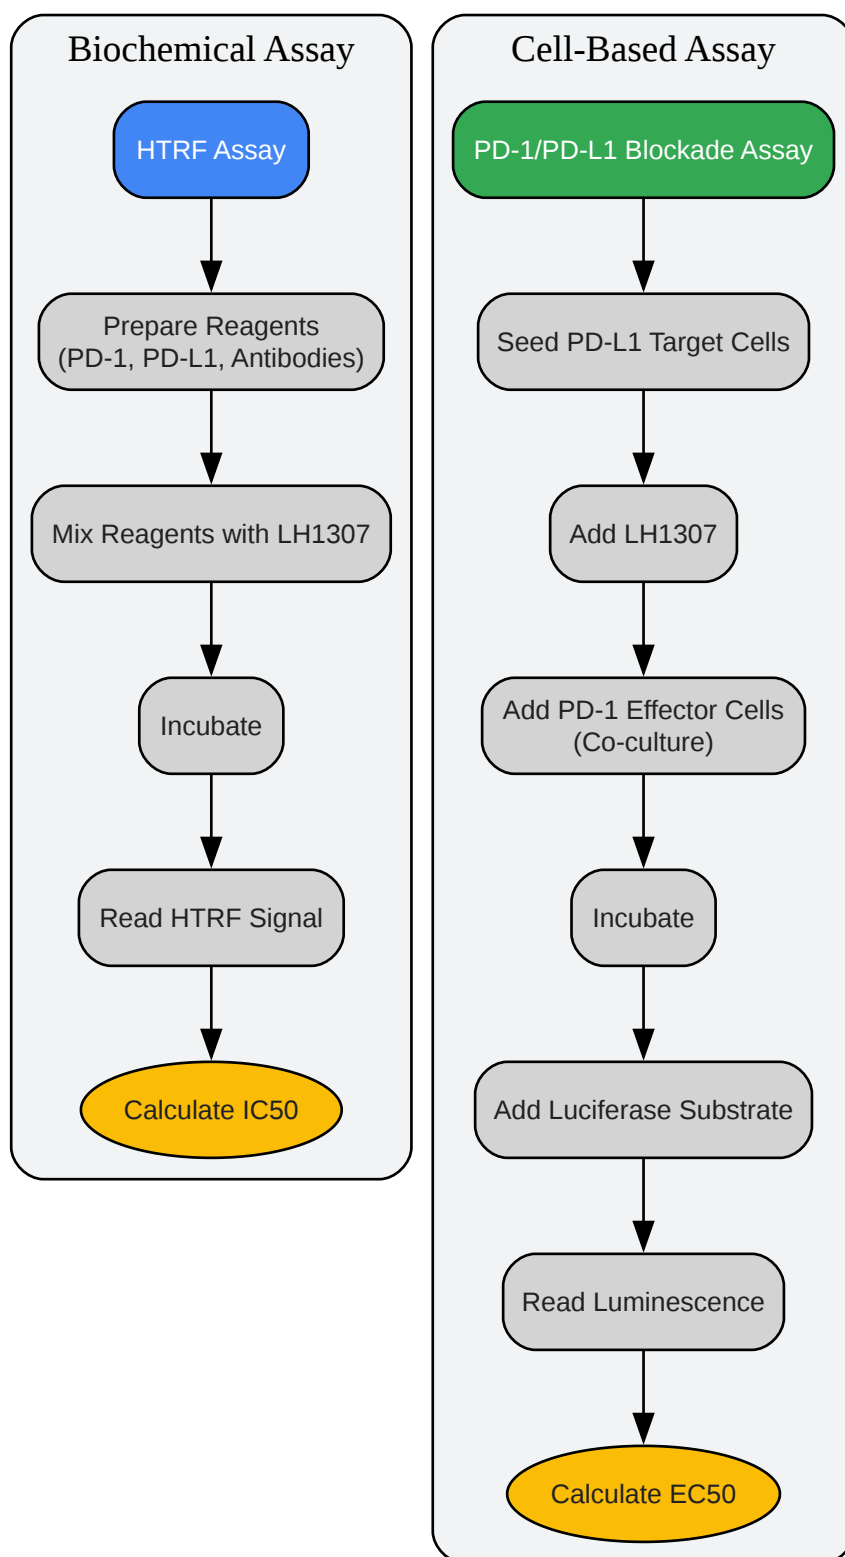 Biochemical Assay
HTRF Assay
Prepare Reagents
(PD-1, PD-L1, Antibodies)
Mix Reagents with LH1307
Incubate
Read HTRF Signal
Calculate IC50
Cell-Based Assay
PD-1/PD-L1 Blockade Assay
Seed PD-L1 Target Cells
Add LH1307
Add PD-1 Effector Cells
(Co-culture)
Incubate
Add Luciferase Substrate
Read Luminescence
Calculate EC50